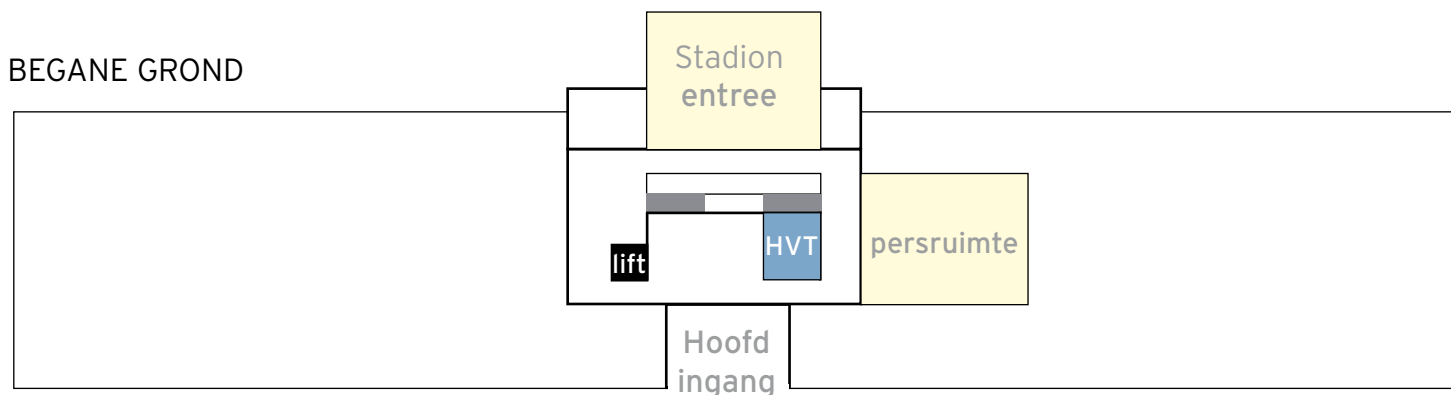 BEGANE GROND
Stadion
entree
lift
HVT
persruimte
Hoofd
ingang